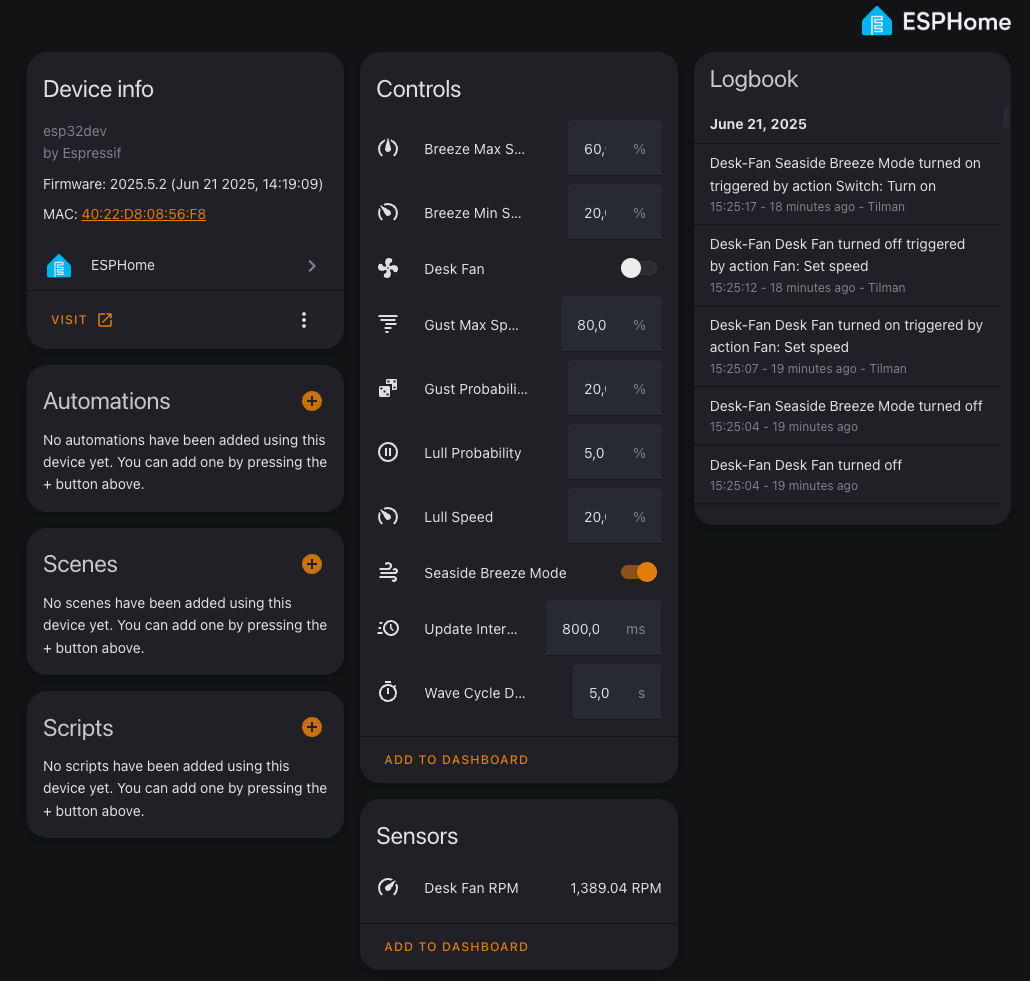 ESPHome
Device info
esp32dev
by Espressif
Firmware: 2025.5.2 (Jun 21 2025, 14:19:09)
MAC: 40:22:D8:08:56:F8
ESPHome
VISIT
Automations
No automations have been added using this
device yet. You can add one by pressing the
+ button above.
Scenes
No scenes have been added using this
device yet. You can add one by pressing the
+ button above.
Scripts
No scripts have been added using this
device yet. You can add one by pressing the
+ button above.
Controls
Breeze Max S... 60, %
Breeze Min S... 20, %
Desk Fan
Gust Max Sp... 80,0 %
Gust Probabili... 20, %
Lull Probability 5,0 %
Lull Speed 20, %
Seaside Breeze Mode
Update Inter... 800,0 ms
Wave Cycle D... 5,0 s
ADD TO DASHBOARD
Sensors
Desk Fan RPM 1,389.04 RPM
ADD TO DASHBOARD
Logbook
June 21, 2025
Desk-Fan Seaside Breeze Mode turned on
triggered by action Switch: Turn on
15:25:17 - 18 minutes ago - Tilman
Desk-Fan Desk Fan turned off triggered
by action Fan: Set speed
15:25:12 - 18 minutes ago - Tilman
Desk-Fan Desk Fan turned on triggered by
action Fan: Set speed
15:25:07 - 19 minutes ago - Tilman
Desk-Fan Seaside Breeze Mode turned off
15:25:04 - 19 minutes ago
Desk-Fan Desk Fan turned off
15:25:04 - 19 minutes ago